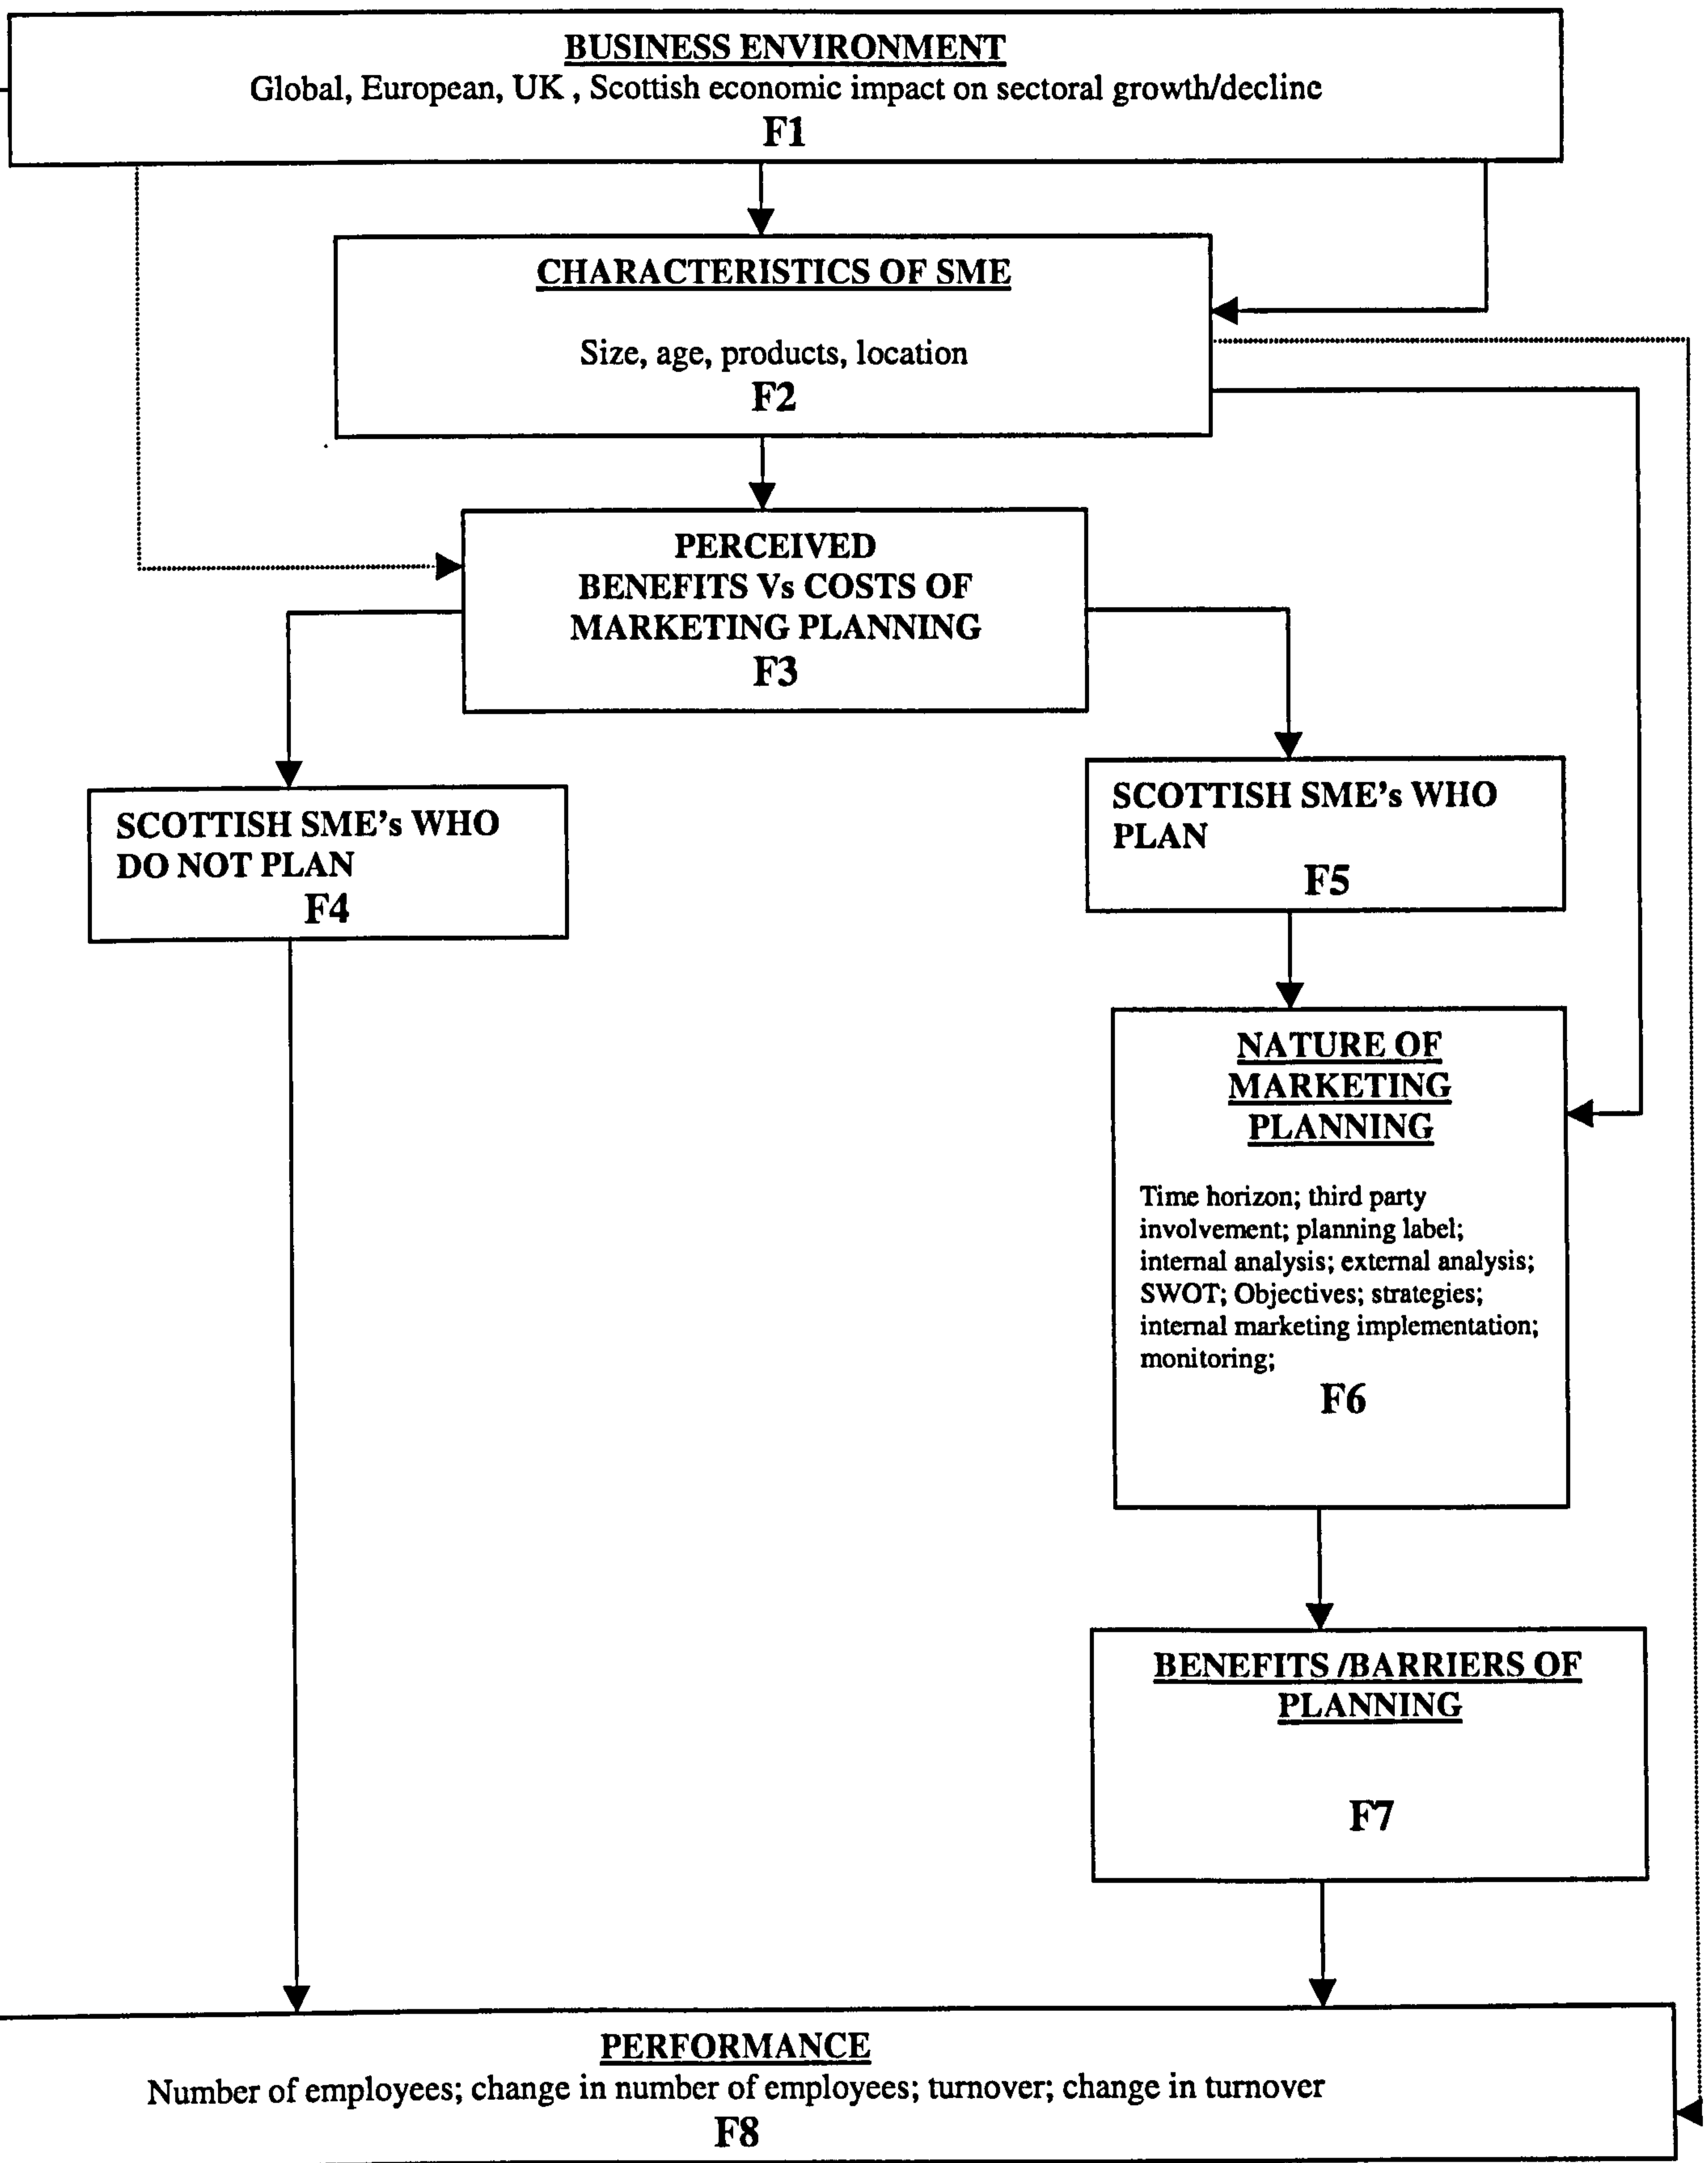 BUSINESS ENVIRONMENT
Global, European, UK , Scottish economic impact on sectoral growth/decline
F1
CHARACTERISTICS OF SME
Size, age, products, location
F2
PERCEIVED
BENEFITS Vs COSTS OF
MARKETING PLANNING
F3
SCOTTISH SME's WHO
DO NOT PLAN
F4
SCOTTISH SME's WHO
PLAN
F5
NATURE OF
MARKETING
PLANNING
Time horizon; third party
involvement; planning label;
internal analysis; external analysis;
SWOT; Objectives; strategies;
internal marketing implementation;
monitoring;
F6
BENEFITS /BARRIERS OF
PLANNING
F7
PERFORMANCE
Number of employees; change in number of employees; turnover; change in turnover
F8